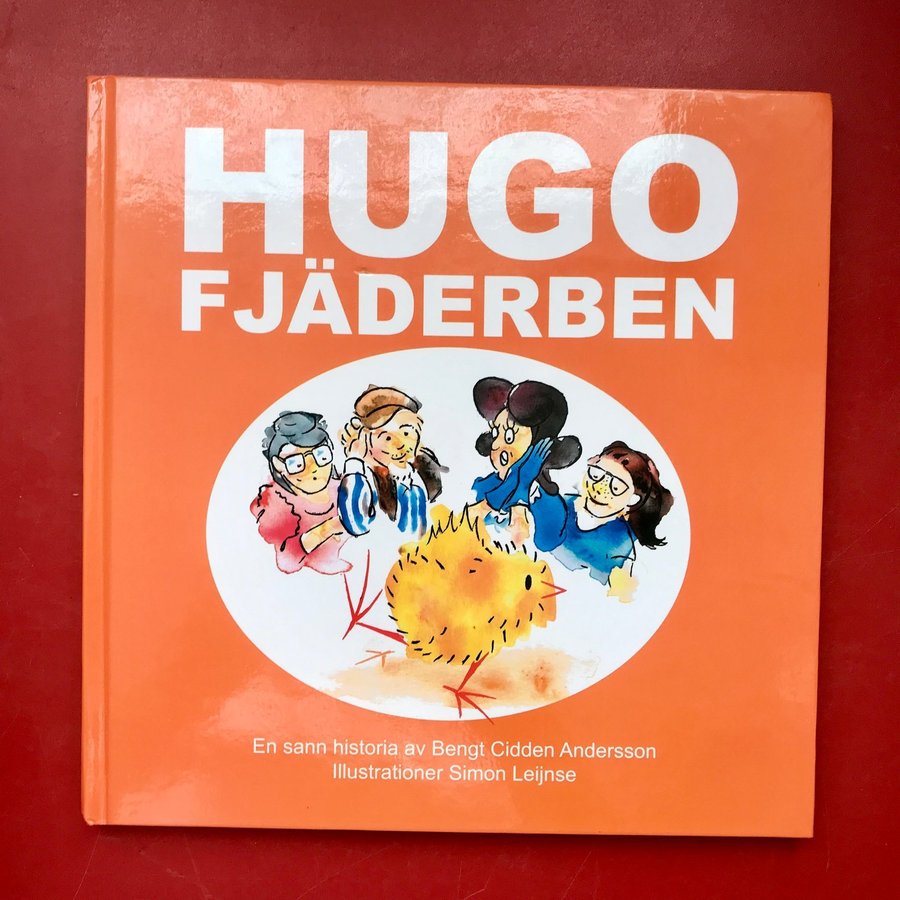 HUGO
FJÄDERBEN
En sann historia av Bengt Cidden Andersson
Illustrationer Simon Leijnse